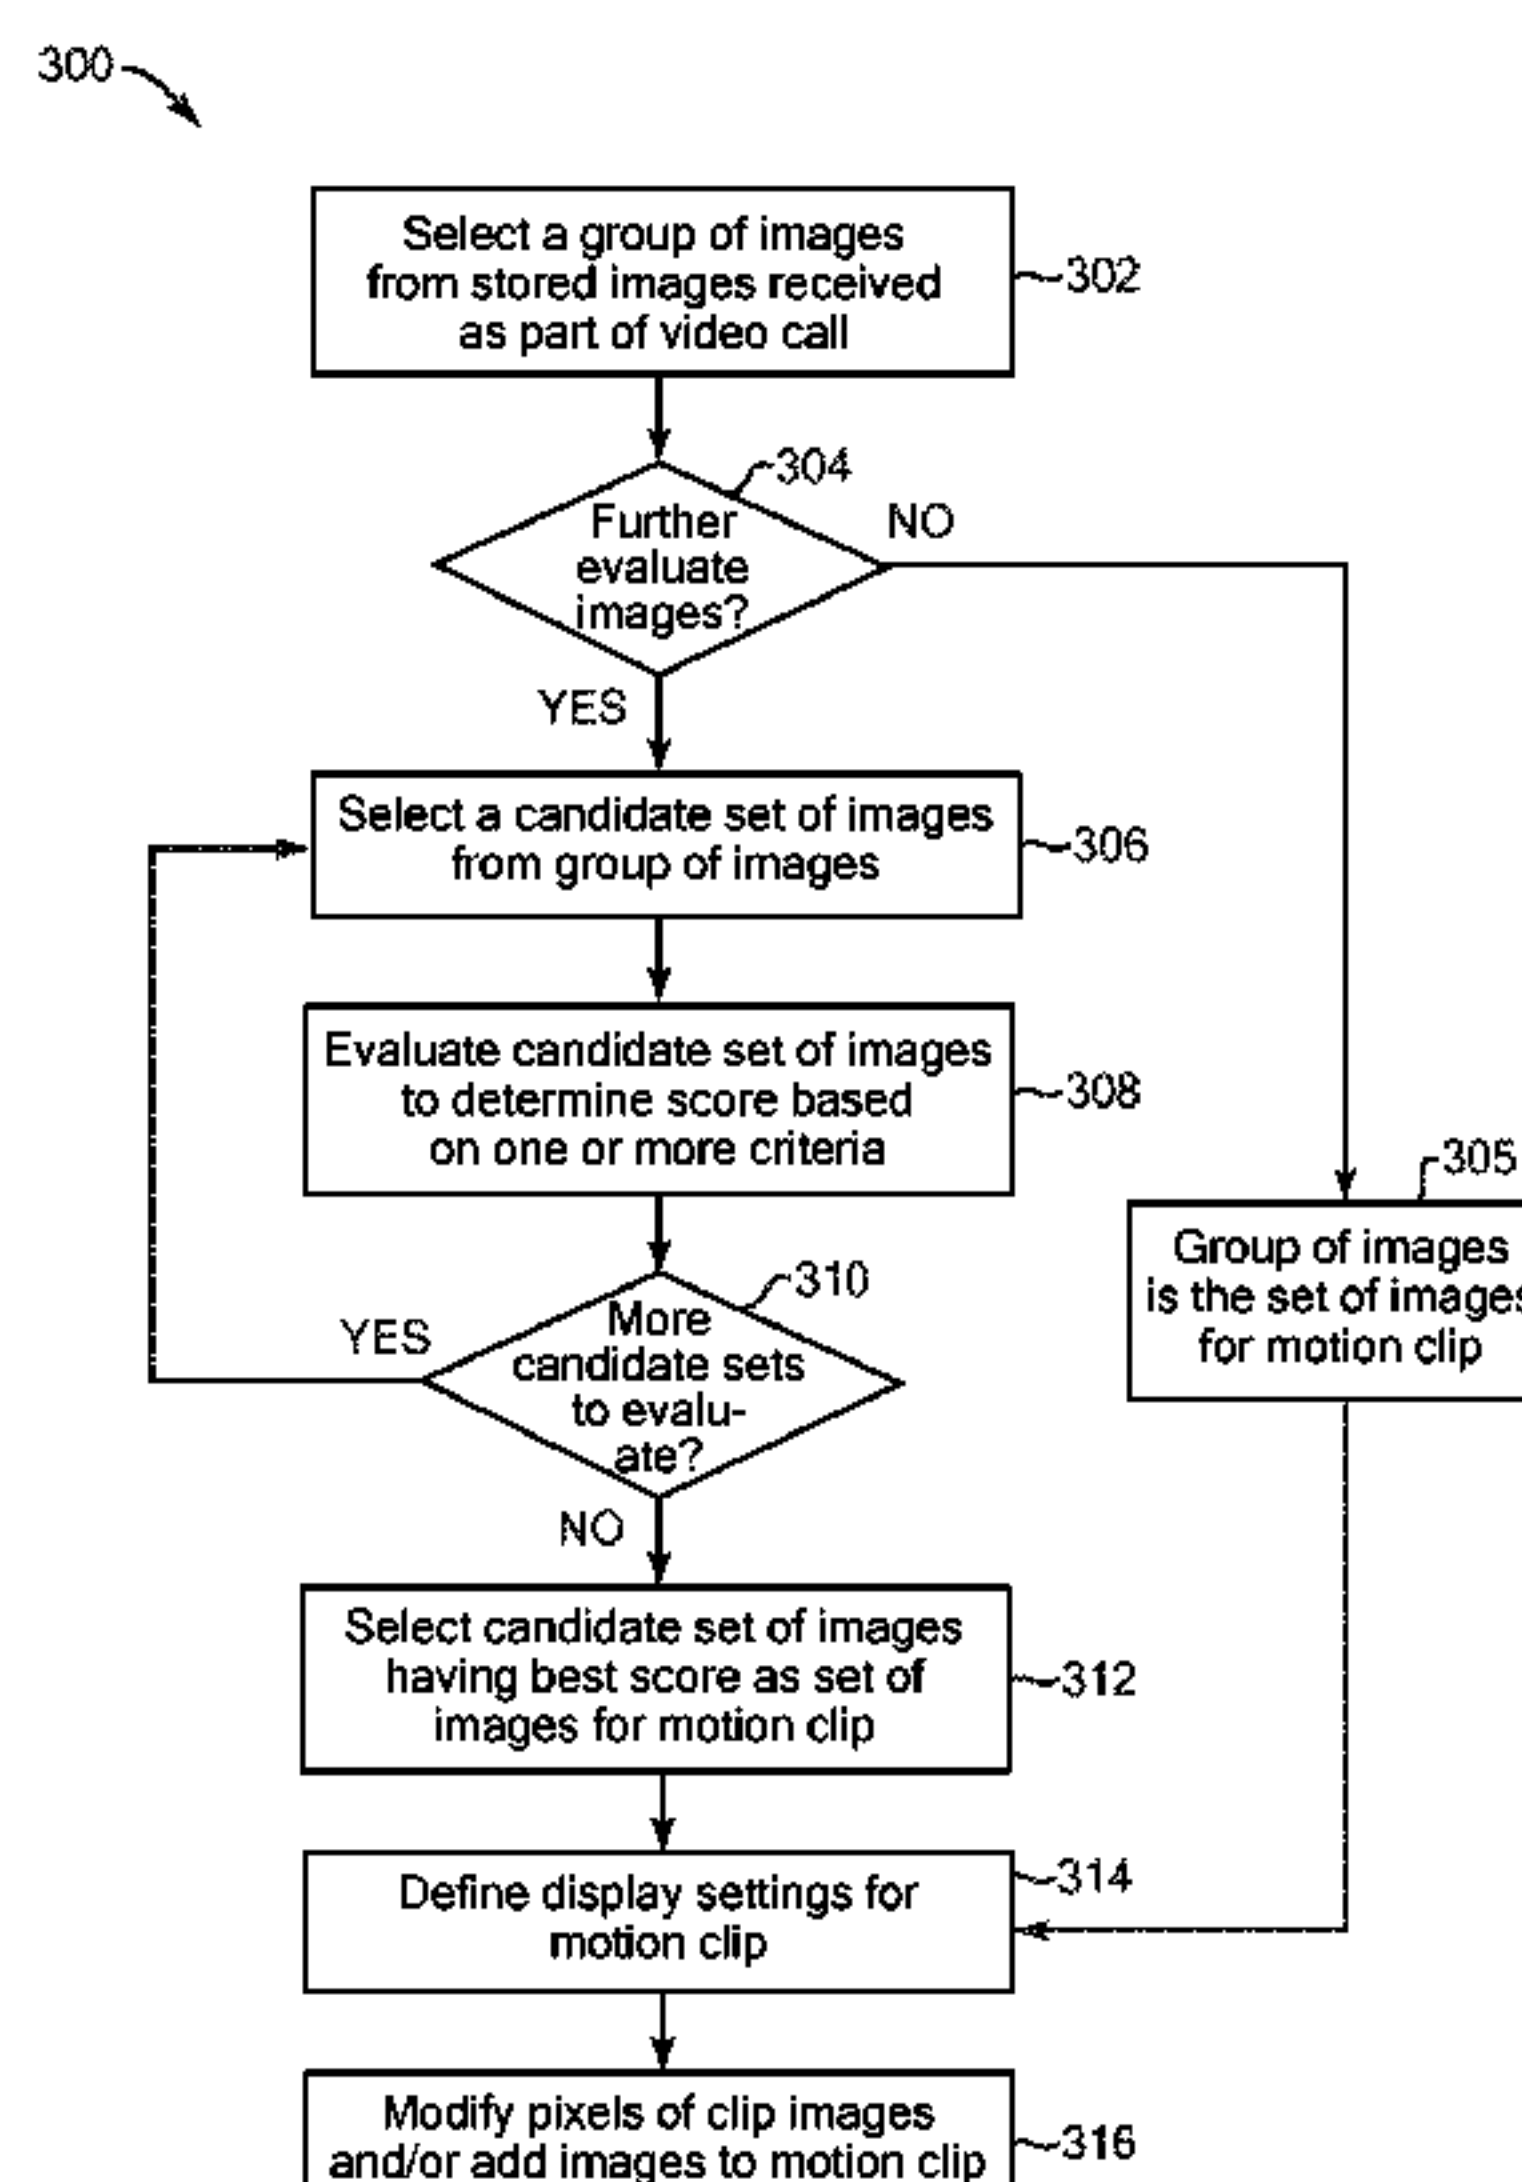 300
Select a group of images
from stored images received
as part of video call
302
304
Further
evaluate
images?
NO
YES
Select a candidate set of images
from group of images
306
Evaluate candidate set of images
to determine score based
on one or more criteria
308
305
Group of images
is the set of images
for motion clip
310
More
candidate sets
to evalu-
ate?
YES
NO
Select candidate set of images
having best score as set of
images for motion clip
312
Define display settings for
motion clip
314
Modify pixels of clip images
and/or add images to motion clip
316